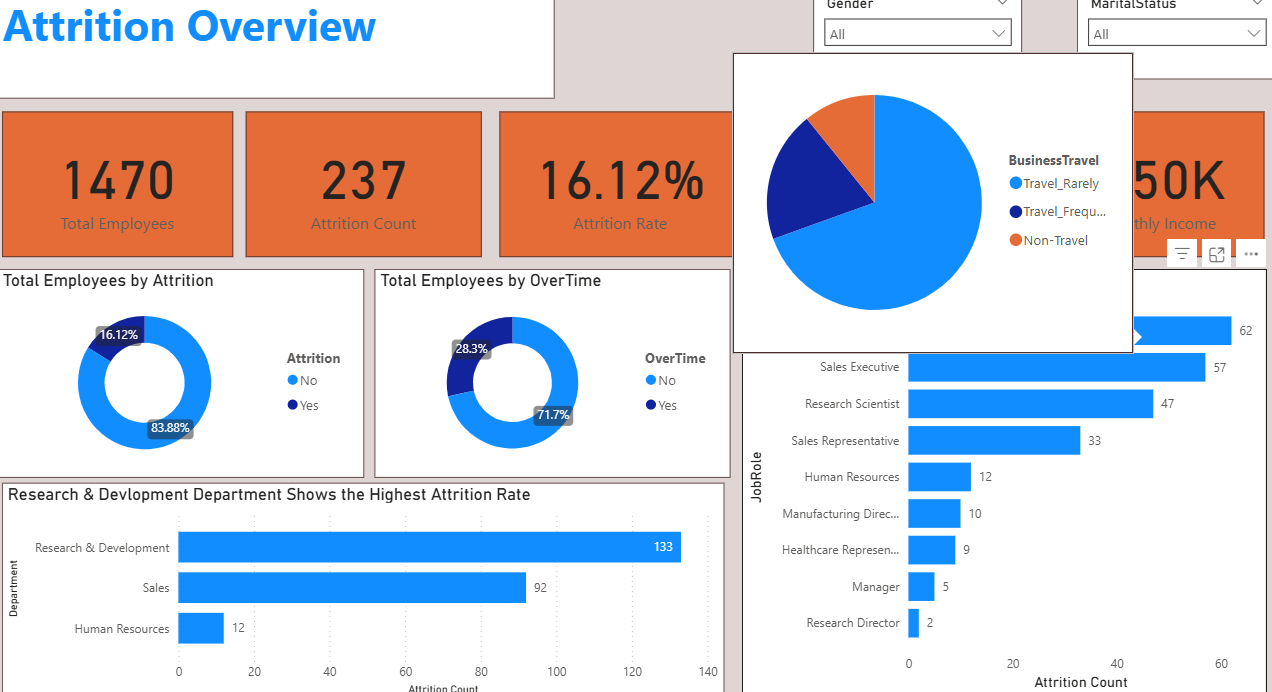 Attrition Overview
Gender
All
MaritalStatus
All
1470
Total Employees
237
Attrition Count
16.12%
Attrition Rate
50K
thly Income
BusinessTravel
Travel_Rarely
Travel_Frequ...
Non-Travel
Total Employees by Attrition
16.12%
83.88%
Attrition
No
Yes
Total Employees by OverTime
28.3%
71.7%
OverTime
No
Yes
62
Sales Executive 57
Research Scientist 47
Sales Representative 33
Human Resources 12
Manufacturing Direc... 10
Healthcare Represen... 9
Manager 5
Research Director 2
JobRole
0 20 40 60
Attrition Count
Research & Devlopment Department Shows the Highest Attrition Rate
Department
Research & Development 133
Sales 92
Human Resources 12
0 20 40 60 80 100 120 140
Attrition Count